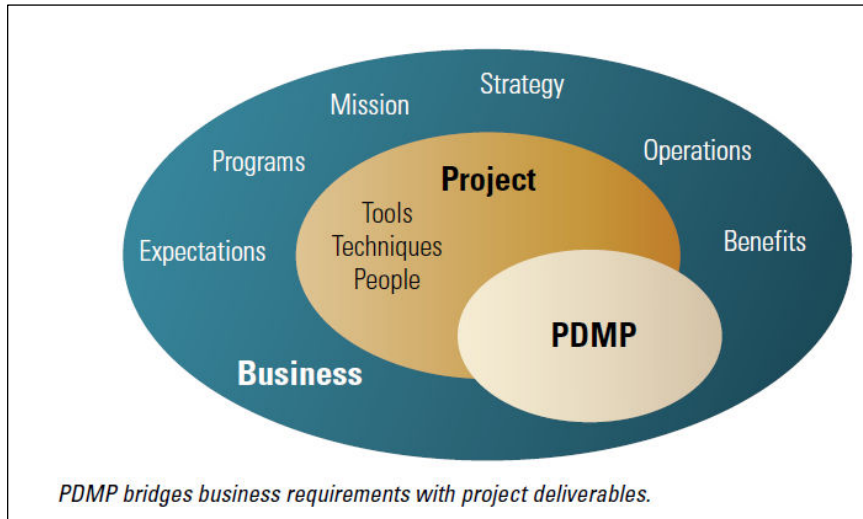 Strategy
Mission
Operations
Programs
Project
Tools
Techniques
People
Benefits
Expectations
PDMP
Business
PDMP bridges business requirements with project deliverables.